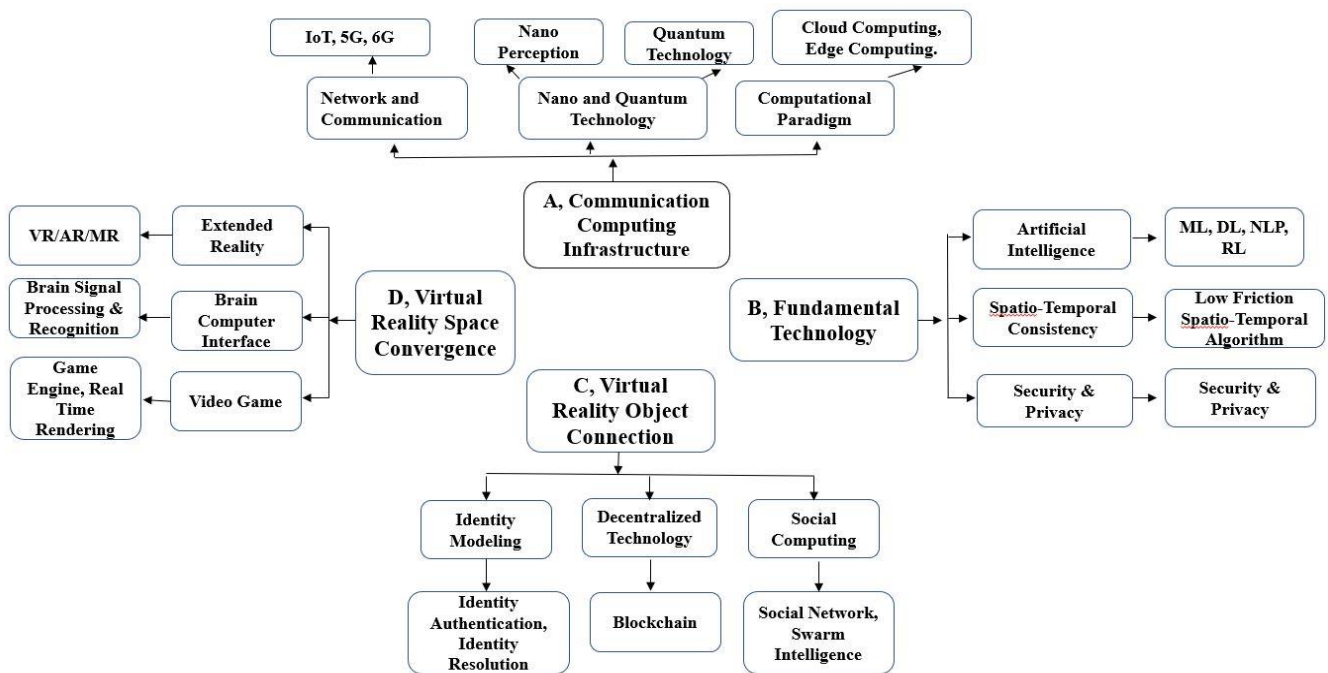 IoT, 5G, 6G
Nano
Perception
Quantum
Technology
Cloud Computing,
Edge Computing.
Network and
Communication
Nano and Quantum
Technology
Computational
Paradigm
A, Communication
Computing
Infrastructure
VR/AR/MR
Extended
Reality
Brain Signal
Processing &
Recognition
Brain
Computer
Interface
Game
Engine, Real
Time
Rendering
Video Game
D, Virtual
Reality Space
Convergence
B, Fundamental
Technology
Artificial
Intelligence
ML, DL, NLP,
RL
Spatio-Temporal
Consistency
Low Friction
Spatio-Temporal
Algorithm
Security &
& Privacy
Security &
Privacy
C, Virtual
Reality Object
Connection
Identity
Modeling
Decentralized
Technology
Social
Computing
Identity
Authentication,
Identity
Resolution
Blockchain
Social Network,
Swarm
Intelligence